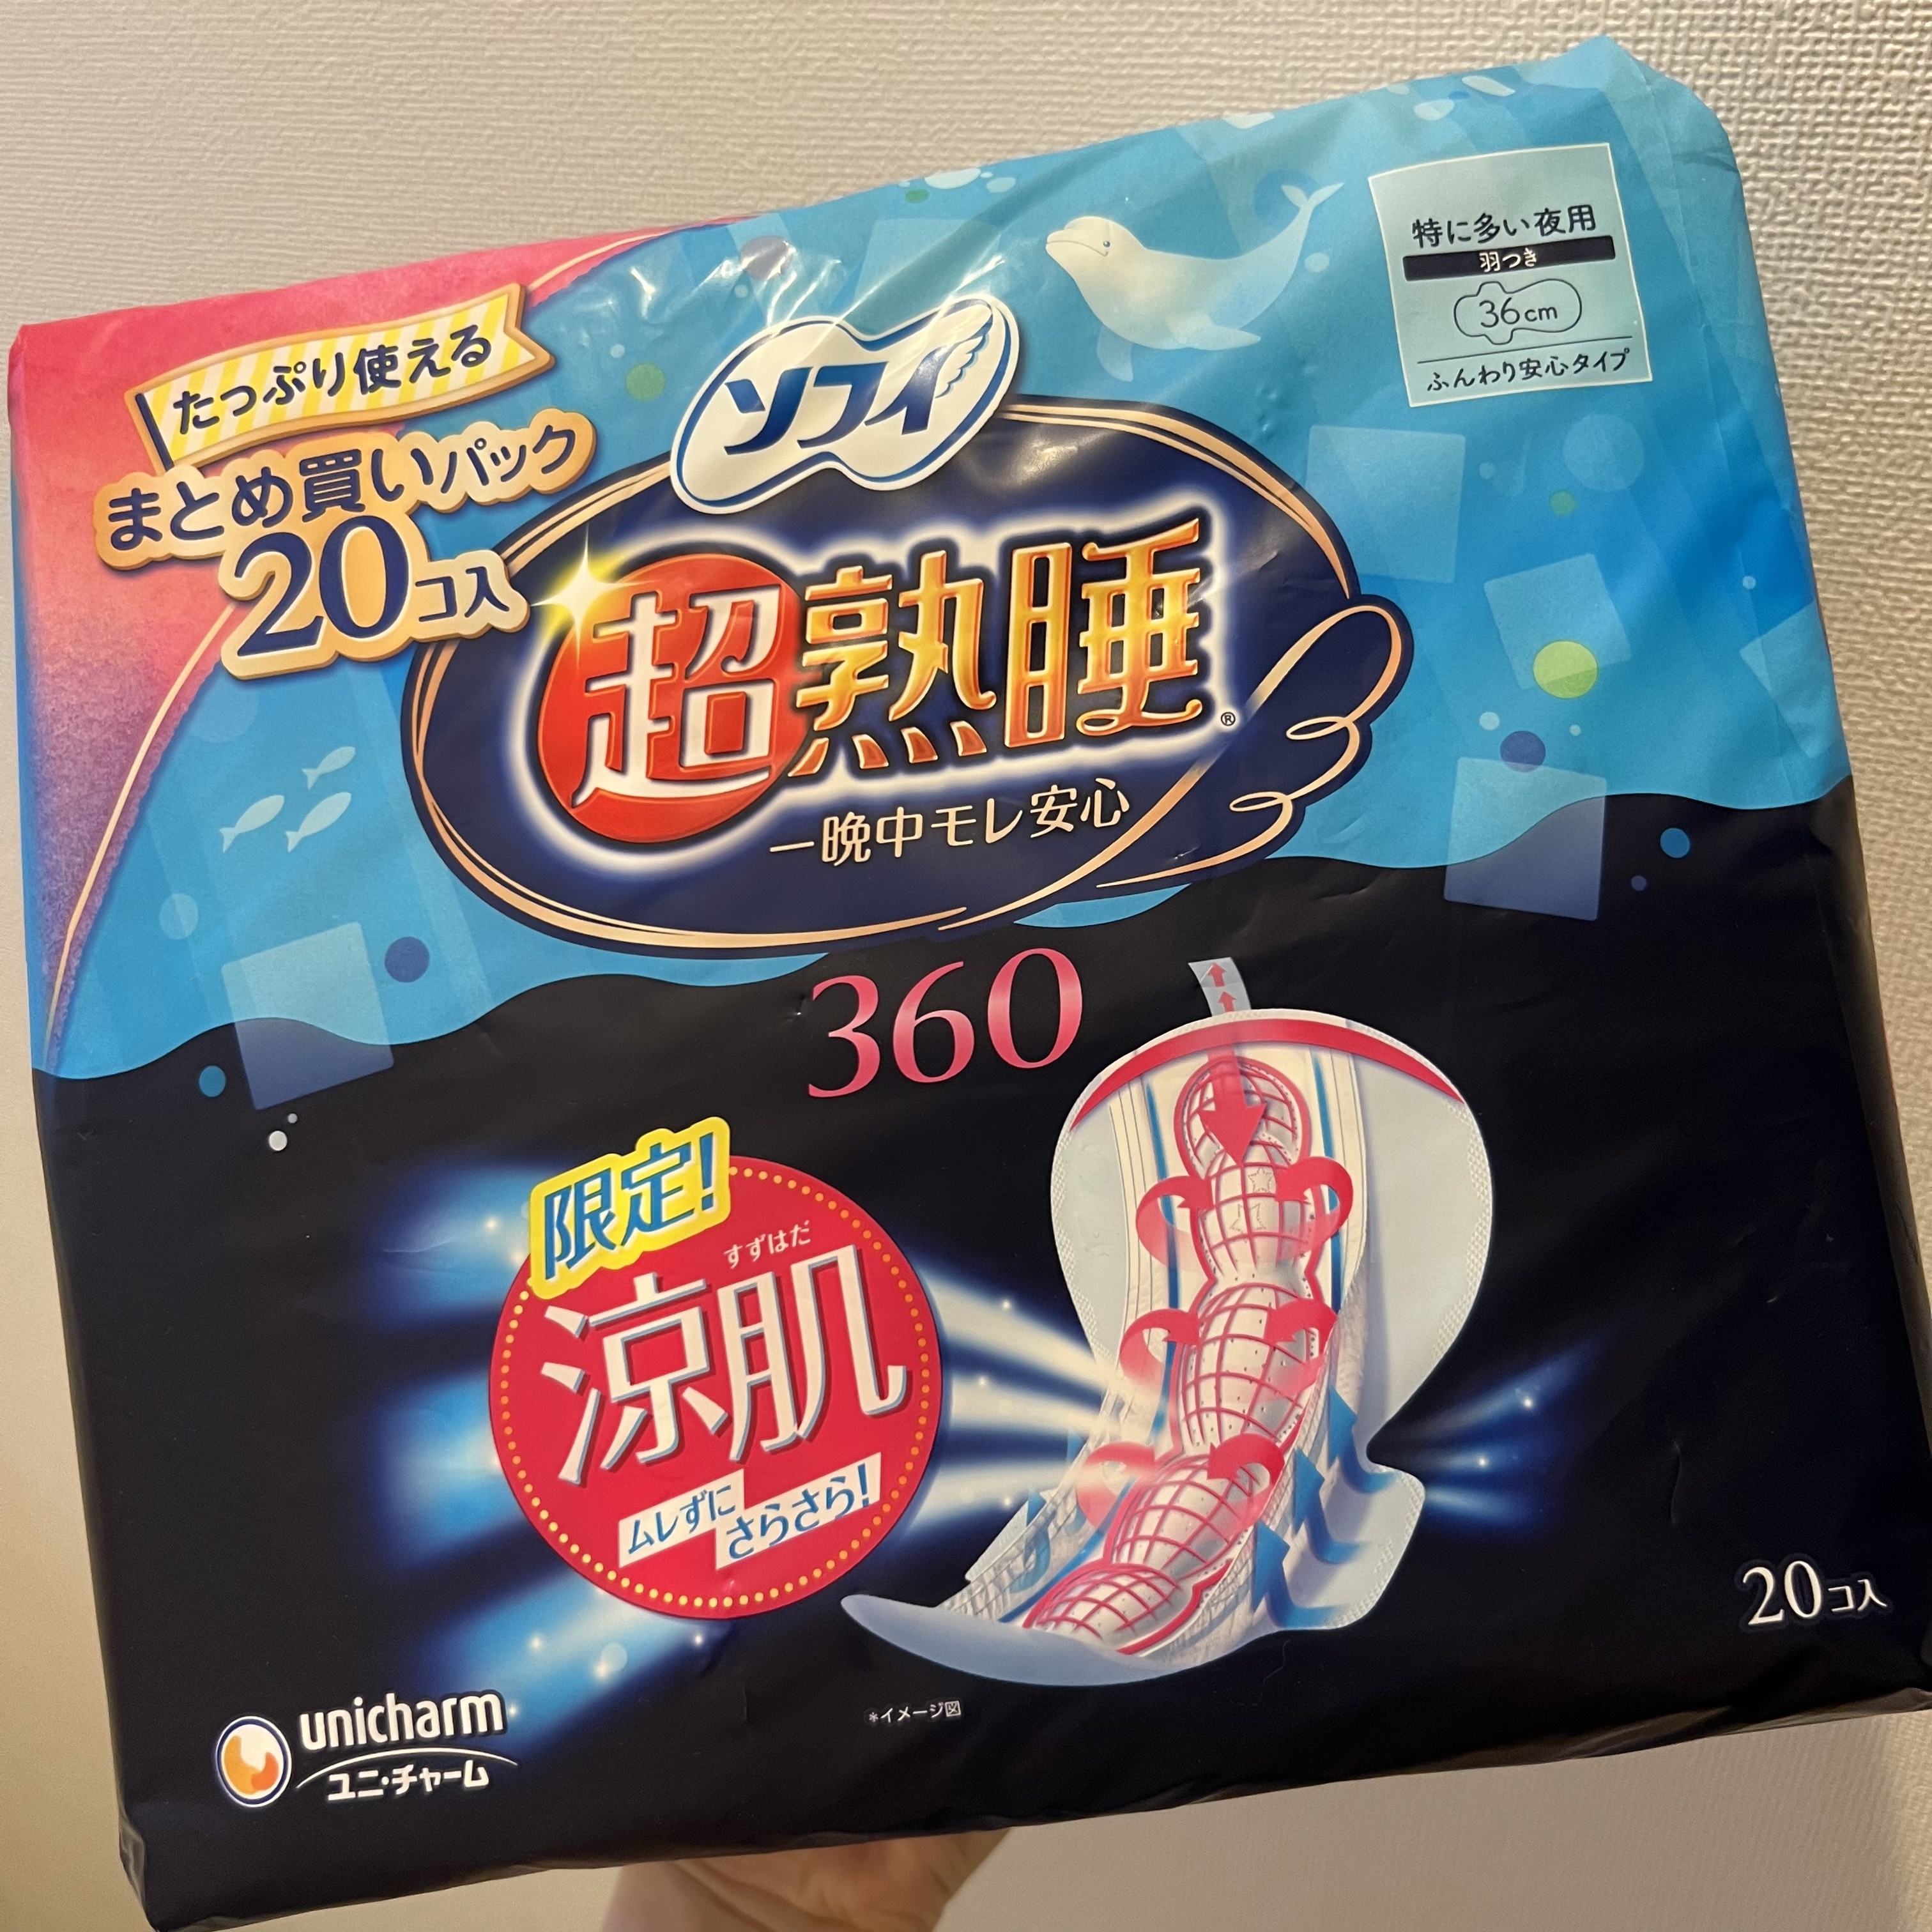 たっぷり使える
まとめ買いパック
20コ入
ソフィ
特に多い夜用
羽つき
36cm
ふんわり安心タイプ
超熟睡®
一晩中モレ安心
360
限定!
すずはだ
涼肌
ムレずに
さらさら!
20コ入
unicharm
ユニ・チャーム
*イメージ図